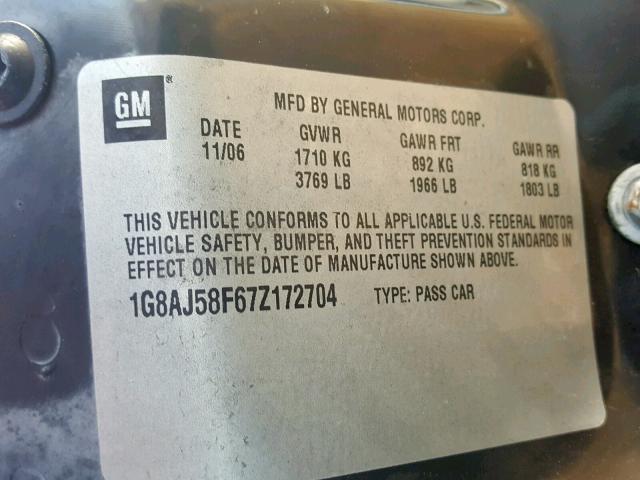 GM ®
MFD BY GENERAL MOTORS CORP.
DATE GVWR GAWR FRT GAWR RR
11/06 1710 KG 892 KG 818 KG
3769 LB 1966 LB 1803 LB
THIS VEHICLE CONFORMS TO ALL APPLICABLE U.S. FEDERAL MOTOR
VEHICLE SAFETY, BUMPER, AND THEFT PREVENTION STANDARDS IN
EFFECT ON THE DATE OF MANUFACTURE SHOWN ABOVE.
1G8AJ58F67Z172704 TYPE: PASS CAR